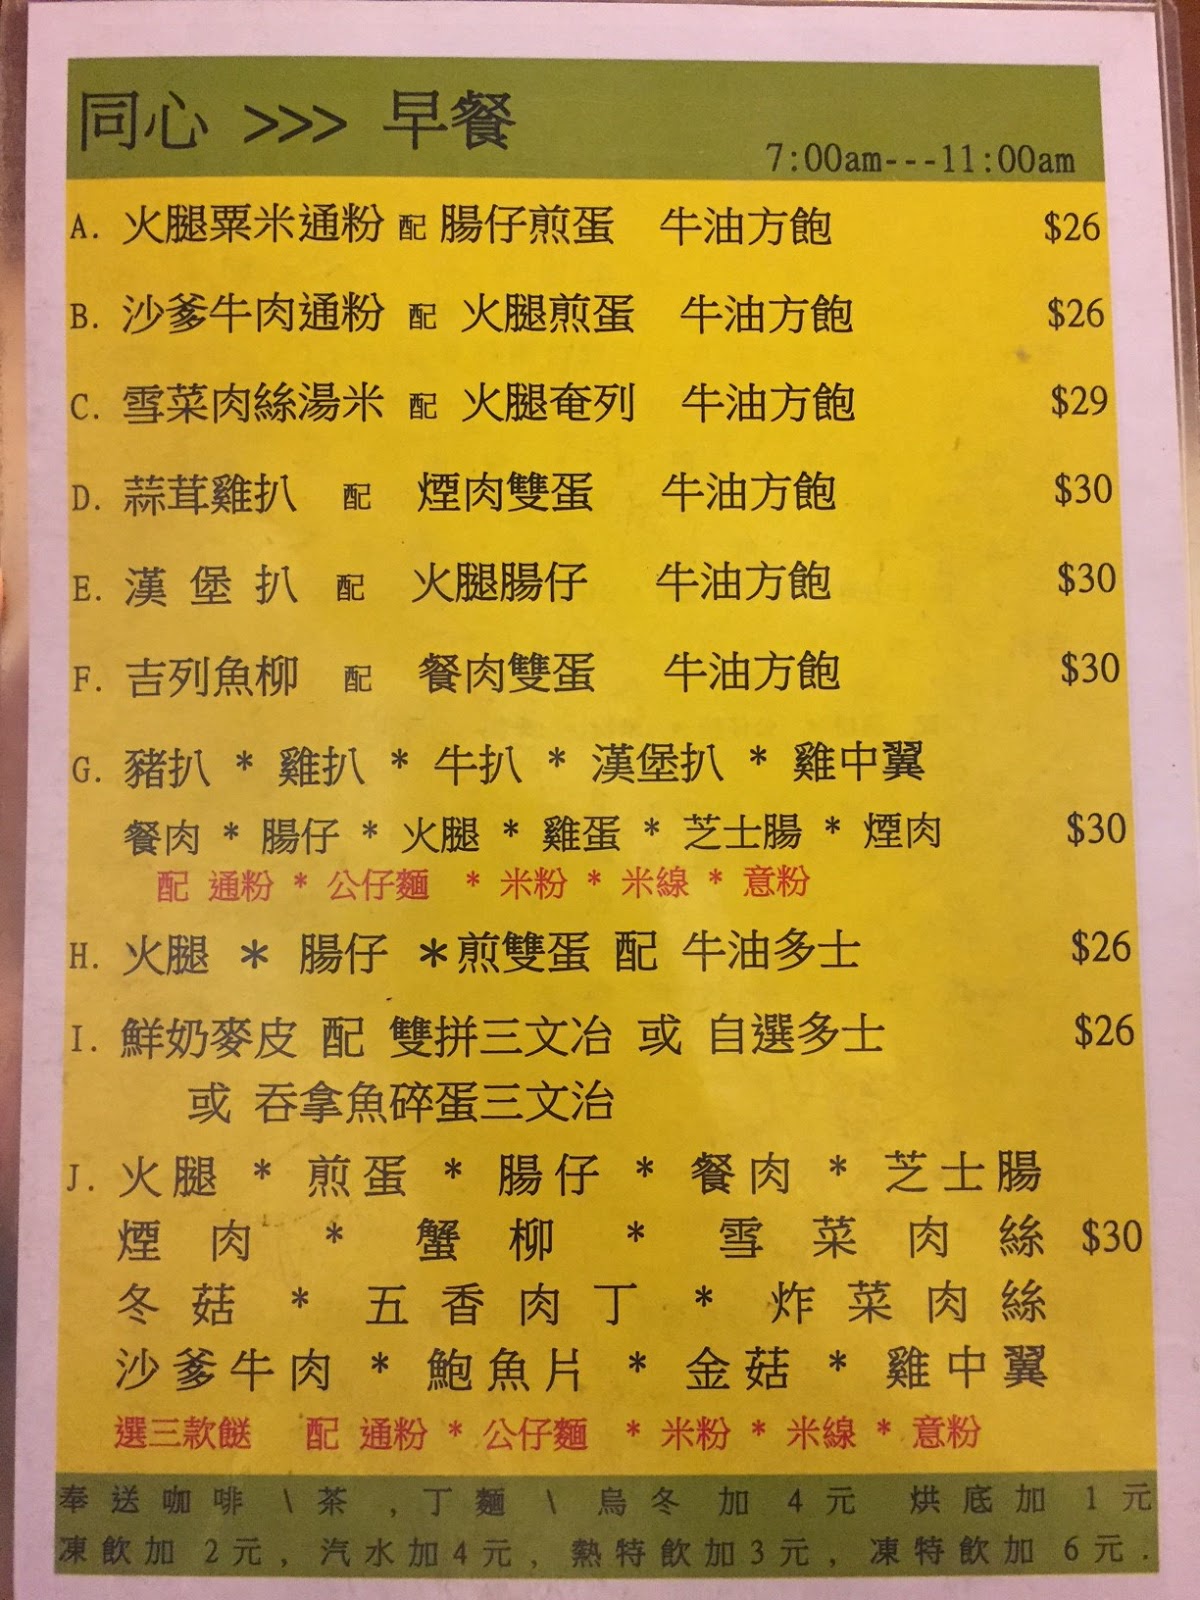 同心 >>> 早餐
7:00am---11:00am
A. 火腿粟米通粉 配 腸仔煎蛋 牛油方飽 $26
B. 沙爹牛肉通粉 配 火腿煎蛋 牛油方飽 $26
C. 雪菜肉絲湯米 配 火腿奄列 牛油方飽 $29
D. 蒜茸雞扒 配 煙肉雙蛋 牛油方飽 $30
E. 漢堡扒 配 火腿腸仔 牛油方飽 $30
F. 吉列魚柳 配 餐肉雙蛋 牛油方飽 $30
G. 豬扒 * 雞扒 * 牛扒 * 漢堡扒 * 雞中翼
餐肉 * 腸仔 * 火腿 * 雞蛋 * 芝士腸 * 煙肉 $30
配 通粉 * 公仔麵 * 米粉 * 米線 * 意粉
H. 火腿 * 腸仔 *煎雙蛋 配 牛油多士 $26
I. 鮮奶麥皮 配 雙拼三文冶 或 自選多士 $26
或 吞拿魚碎蛋三文治
J. 火腿 * 煎蛋 * 腸仔 * 餐肉 * 芝士腸
煙肉 * 蟹柳 * 雪菜肉絲 $30
冬菇 * 五香肉丁 * 炸菜肉絲
沙爹牛肉 * 鮑魚片 * 金菇 * 雞中翼
選三款餸 配 通粉 * 公仔麵 * 米粉 * 米線 * 意粉
奉送咖啡 \ 茶 ,丁麵 \ 烏冬加 4元 烘底加 1元
凍飲加 2元, 汽水加4元, 熱特飲加3元, 凍特飲加 6元.